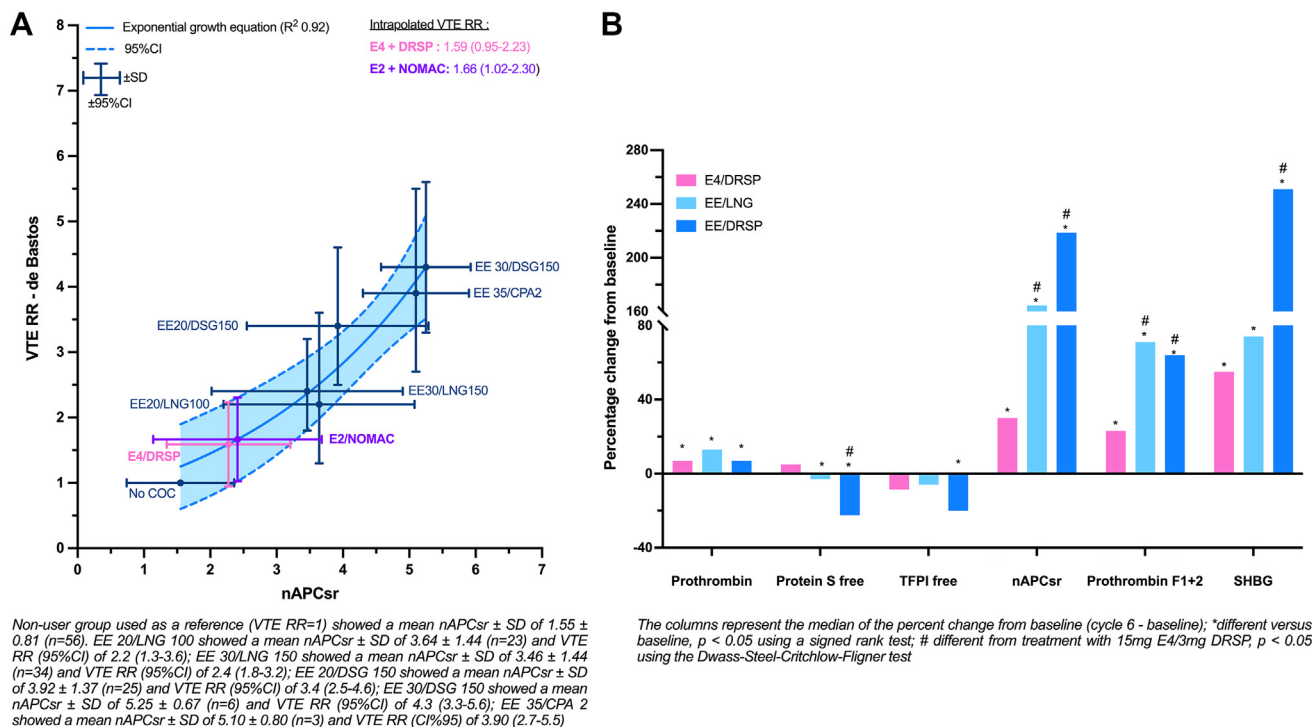 A
Exponential growth equation (R² 0.92)
95%CI
±SD
±95%CI
Intrapolated VTE RR :
E4 + DRSP : 1.59 (0.95-2.23)
E2 + NOMAC: 1.66 (1.02-2.30)
VTE RR - de Bastos
8
7
6
5
4
3
2
1
0
EE 30/DSG150
EE 35/CPA2
EE20/DSG150
EE30/LNG150
EE20/LNG100
E2/NOMAC
E4/DRSP
No COC
0 1 2 3 4 5 6 7
nAPCsr
Non-user group used as a reference (VTE RR=1) showed a mean nAPCsr ± SD of 1.55 ±
0.81 (n=56). EE 20/LNG 100 showed a mean nAPCsr ± SD of 3.64 ± 1.44 (n=23) and VTE
RR (95%CI) of 2.2 (1.3-3.6); EE 30/LNG 150 showed a mean nAPCsr ± SD of 3.46 ± 1.44
(n=34) and VTE RR (95%CI) of 2.4 (1.8-3.2); EE 20/DSG 150 showed a mean nAPCsr ± SD
of 3.92 ± 1.37 (n=25) and VTE RR (95%CI) of 3.4 (2.5-4.6); EE 30/DSG 150 showed a mean
nAPCsr ± SD of 5.25 ± 0.67 (n=6) and VTE RR (95%CI) of 4.3 (3.3-5.6); EE 35/CPA 2
showed a mean nAPCsr ± SD of 5.10 ± 0.80 (n=3) and VTE RR (CI%95) of 3.90 (2.7-5.5)
B
E4/DRSP
EE/LNG
EE/DRSP
Percentage change from baseline
280
240
200
160
80
40
0
-40
* * *
* # *
*
* # * # *
* # * # *
* * # *
Prothrombin Protein S free TFPI free nAPCsr Prothrombin F1+2 SHBG
The columns represent the median of the percent change from baseline (cycle 6 - baseline); *different versus
baseline, p < 0.05 using a signed rank test; # different from treatment with 15mg E4/3mg DRSP, p < 0.05
using the Dwass-Steel-Critchlow-Fligner test